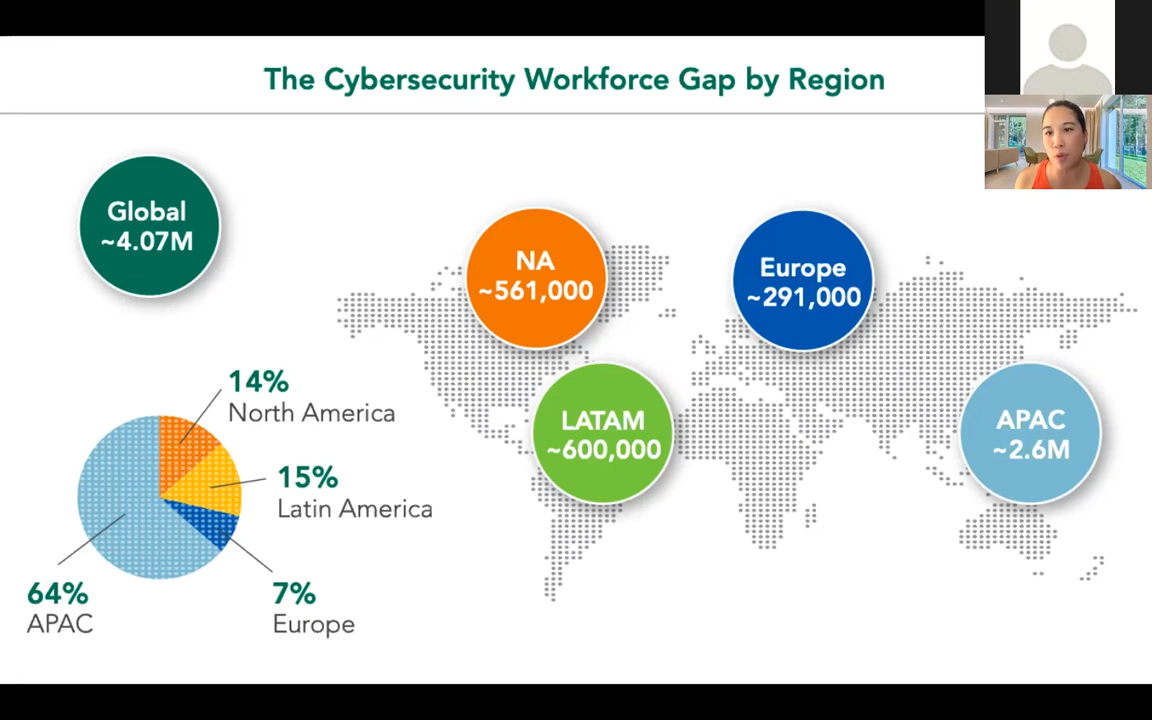 The Cybersecurity Workforce Gap by Region
Global
~4.07M
NA
~561,000
Europe
~291,000
LATAM
~600,000
APAC
~2.6M
14%
North America
15%
Latin America
64%
APAC
7%
Europe